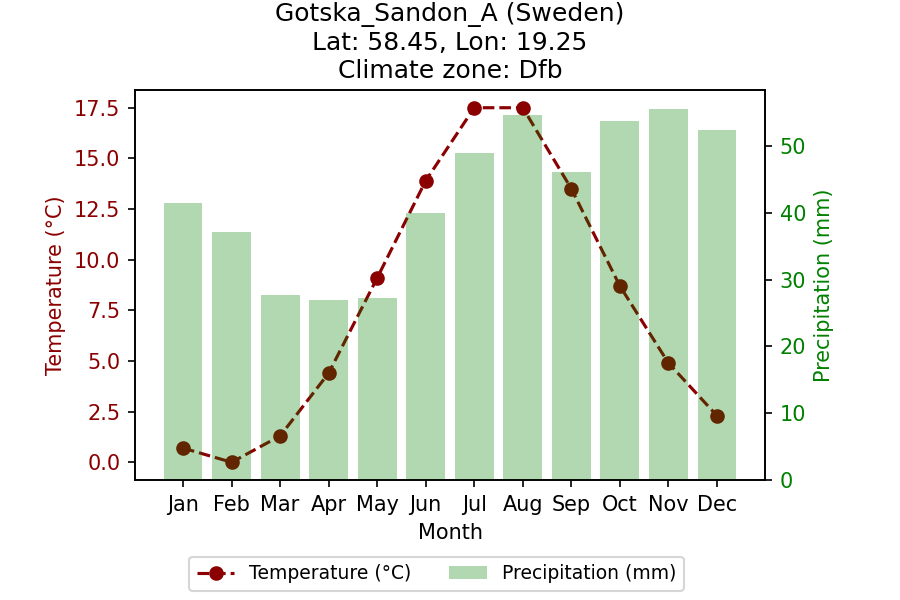 Gotska_Sandon_A (Sweden)
Lat: 58.45, Lon: 19.25
Climate zone: Dfb
Temperature (°C)
17.5
15.0
12.5
10.0
7.5
5.0
2.5
0.0
Precipitation (mm)
50
40
30
20
10
0
Jan Feb Mar Apr May Jun Jul Aug Sep Oct Nov Dec
Month
Temperature (°C) Precipitation (mm)